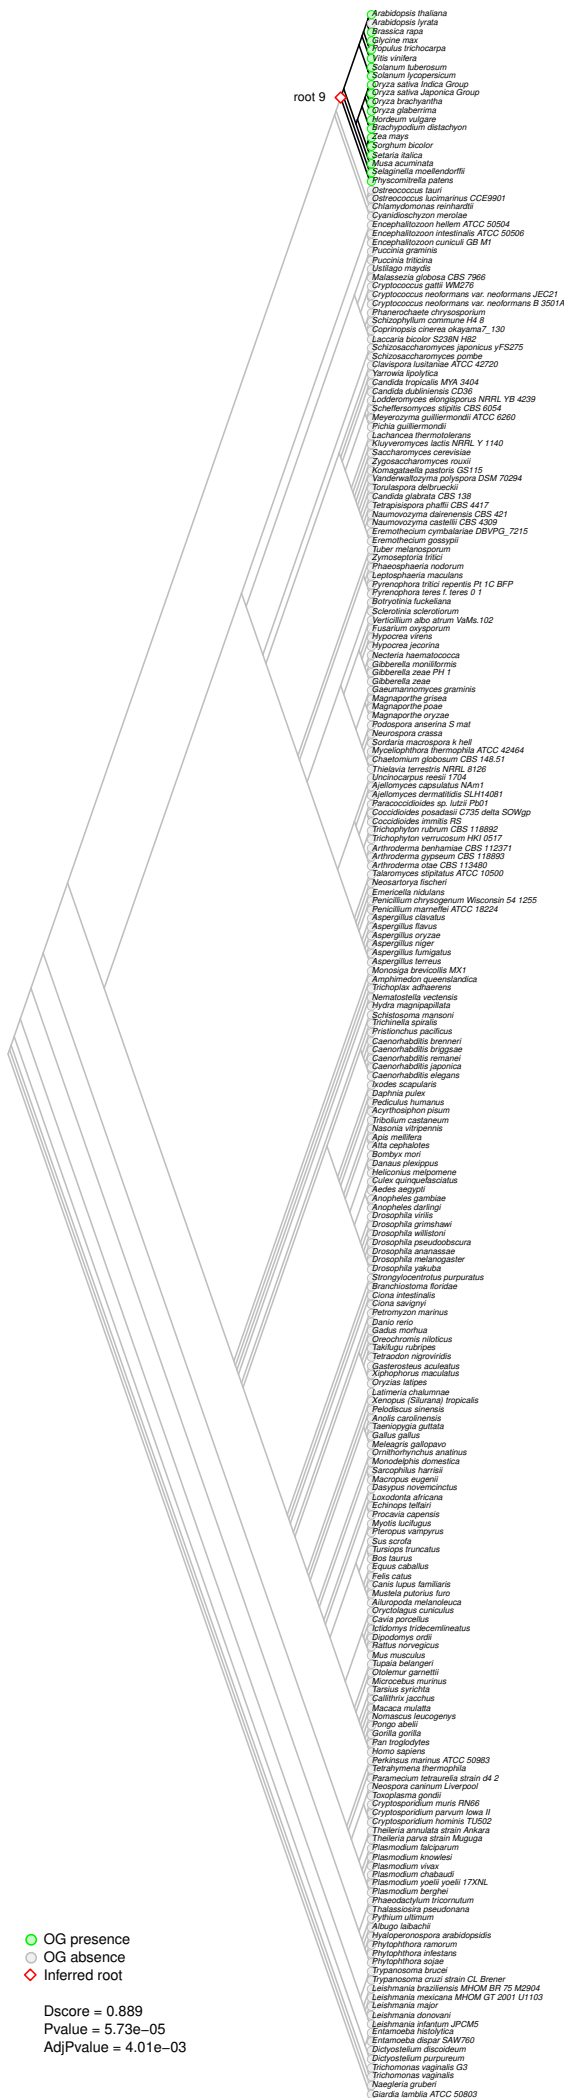 Arabidopsis thaliana
Arabidopsis lyrata
Brassica rapa
Glycine max
Populus trichocarpa
Vitis vinifera
Solanum tuberosum
Solanum lycopersicum
Oryza sativa Indica Group
Oryza sativa Japonica Group
root 9
Oryza brachyantha
Oryza glaberrima
Hordeum vulgare
Brachypodium distachyon
Zea mays
Sorghum bicolor
Setaria italica
Musa acuminata
Selaginella moellendorffii
Physcomitrella patens
Ostreococcus tauri
Ostreococcus lucimarinus CCE9901
Chlamydomonas reinhardtii
Cyanidioschyzon merolae
Encephalitozoon hellem ATCC 50504
Encephalitozoon intestinalis ATCC 50506
Encephalitozoon cuniculi GB M1
Puccinia graminis
Puccinia triticina
Ustilago maydis
Malassezia globosa CBS 7966
Cryptococcus gattii WM276
Cryptococcus neoformans var. neoformans JEC21
Cryptococcus neoformans var. neoformans B 3501A
Phanerochaete chrysosporium
Schizophyllum commune H4 8
Coprinopsis cinerea okayama7_130
Laccaria bicolor S238N H82
Schizosaccharomyces japonicus yFS275
Schizosaccharomyces pombe
Clavispora lusitaniae ATCC 42720
Yarrowia lipolytica
Candida tropicalis MYA 3404
Candida dubliniensis CD36
Lodderomyces elongisporus NRRL YB 4239
Scheffersomyces stipitis CBS 6054
Meyerozyma guilliermondii ATCC 6260
Pichia guilliermondii
Lachancea thermotolerans
Kluyveromyces lactis NRRL Y 1140
Saccharomyces cerevisiae
Zygosaccharomyces rouxii
Komagataella pastoris GS115
Vanderwaltozyma polyspora DSM 70294
Torulaspora delbrueckii
Candida glabrata CBS 138
Tetrapisispora phaffii CBS 4417
Naumovozyma dairenensis CBS 421
Naumovozyma castellii CBS 4309
Eremothecium cymbalariae DBVPG_7215
Eremothecium gossypii
Tuber melanosporum
Zymoseptoria tritici
Phaeosphaeria nodorum
Leptosphaeria maculans
Pyrenophora tritici repentis Pt 1C BFP
Pyrenophora teres f. teres 0 1
Botryotinia fuckeliana
Sclerotinia sclerotiorum
Verticillium albo atrum VaMs.102
Fusarium oxysporum
Hypocrea virens
Hypocrea jecorina
Necteria haematococca
Gibberella moniliformis
Gibberella zeae PH 1
Gibberella zeae
Gaeumannomyces graminis
Magnaporthe grisea
Magnaporthe poae
Magnaporthe oryzae
Podospora anserina S mat
Neurospora crassa
Sordaria macrospora k hell
Myceliophthora thermophila ATCC 42464
Chaetomium globosum CBS 148.51
Thielavia terrestris NRRL 8126
Uncinocarpus reesii 1704
Ajellomyces capsulatus NAm1
Ajellomyces dermatitidis SLH14081
Paracoccidioides sp. lutzii Pb01
Coccidioides posadasii C735 delta SOWgp
Coccidioides immitis RS
Trichophyton rubrum CBS 118892
Trichophyton verrucosum HKI 0517
Arthroderma benhamiae CBS 112371
Arthroderma gypseum CBS 118893
Arthroderma otae CBS 113480
Talaromyces stipitatus ATCC 10500
Neosartorya fischeri
Emericella nidulans
Penicillium chrysogenum Wisconsin 54 1255
Penicillium marneffei ATCC 18224
Aspergillus clavatus
Aspergillus flavus
Aspergillus oryzae
Aspergillus niger
Aspergillus fumigatus
Aspergillus terreus
Monosiga brevicollis MX1
Amphimedon queenslandica
Trichoplax adhaerens
Nematostella vectensis
Hydra magnipapillata
Schistosoma mansoni
Trichinella spiralis
Pristionchus pacificus
Caenorhabditis brenneri
Caenorhabditis briggsae
Caenorhabditis remanei
Caenorhabditis japonica
Caenorhabditis elegans
Ixodes scapularis
Daphnia pulex
Pediculus humanus
Acyrthosiphon pisum
Tribolium castaneum
Nasonia vitripennis
Apis mellifera
Atta cephalotes
Bombyx mori
Danaus plexippus
Heliconius melpomene
Culex quinquefasciatus
Aedes aegypti
Anopheles gambiae
Anopheles darlingi
Drosophila virilis
Drosophila grimshawi
Drosophila willistoni
Drosophila pseudoobscura
Drosophila ananassae
Drosophila melanogaster
Drosophila yakuba
Strongylocentrotus purpuratus
Branchiostoma floridae
Ciona intestinalis
Ciona savignyi
Petromyzon marinus
Danio rerio
Gadus morhua
Oreochromis niloticus
Takifugu rubripes
Tetraodon nigroviridis
Gasterosteus aculeatus
Xiphophorus maculatus
Oryzias latipes
Latimeria chalumnae
Xenopus (Silurana) tropicalis
Pelodiscus sinensis
Anolis carolinensis
Taeniopygia guttata
Gallus gallus
Meleagris gallopavo
Ornithorhynchus anatinus
Monodelphis domestica
Sarcophilus harrisii
Macropus eugenii
Dasypus novemcinctus
Loxodonta africana
Echinops telfairi
Procavia capensis
Myotis lucifugus
Pteropus vampyrus
Sus scrofa
Tursiops truncatus
Bos taurus
Equus caballus
Felis catus
Canis lupus familiaris
Mustela putorius furo
Ailuropoda melanoleuca
Oryctolagus cuniculus
Cavia porcellus
Ictidomys tridecemlineatus
Dipodomys ordii
Rattus norvegicus
Mus musculus
Tupaia belangeri
Otolemur garnettii
Microcebus murinus
Tarsius syrichta
Callithrix jacchus
Macaca mulatta
Nomascus leucogenys
Pongo abelii
Gorilla gorilla
Pan troglodytes
Homo sapiens
Perkinsus marinus ATCC 50983
Tetrahymena thermophila
Paramecium tetraurelia strain d4 2
Neospora caninum Liverpool
Toxoplasma gondii
Cryptosporidium muris RN66
Cryptosporidium parvum Iowa II
Cryptosporidium hominis TU502
Theileria annulata strain Ankara
Theileria parva strain Muguga
Plasmodium falciparum
Plasmodium knowlesi
Plasmodium vivax
Plasmodium chabaudi
Plasmodium yoelii yoelii 17XNL
Plasmodium berghei
Phaeodactylum tricornutum
Thalassiosira pseudonana
Pythium ultimum
Albugo laibachii
Hyaloperonospora arabidopsidis
Phytophthora ramorum
Phytophthora infestans
Phytophthora sojae
Trypanosoma brucei
Trypanosoma cruzi strain CL Brener
Leishmania braziliensis MHOM BR 75 M2904
Leishmania mexicana MHOM GT 2001 U1103
Leishmania major
Leishmania donovani
Leishmania infantum JPCM5
Entamoeba histolytica
Entamoeba dispar SAW760
Dictyostelium discoideum
Dictyostelium purpureum
Trichomonas vaginalis G3
Trichomonas vaginalis
Naegleria gruberi
Giardia lamblia ATCC 50803
OG presence
OG absence
Inferred root
Dscore = 0.889
Pvalue = 5.73e−05
AdjPvalue = 4.01e−03